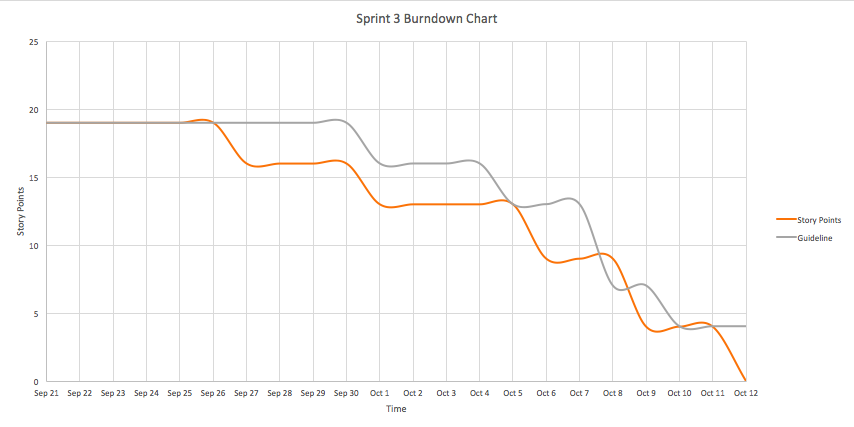 Sprint 3 Burndown Chart
25
20
15
10
5
0
Story Points
Sep 21 Sep 22 Sep 23 Sep 24 Sep 25 Sep 26 Sep 27 Sep 28 Sep 29 Sep 30 Oct 1 Oct 2 Oct 3 Oct 4 Oct 5 Oct 6 Oct 7 Oct 8 Oct 9 Oct 10 Oct 11 Oct 12
Time
Story Points
Guideline